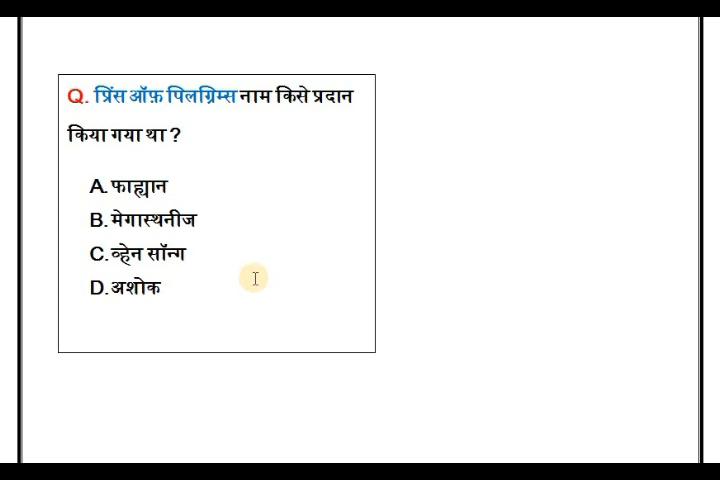 Q. प्रिंस ऑफ़ पिलग्रिम्स नाम किसे प्रदान
किया गया था ?
A. फाह्यान
B. मेगास्थनीज
C. व्हेन सॉन्ग
D. अशोक